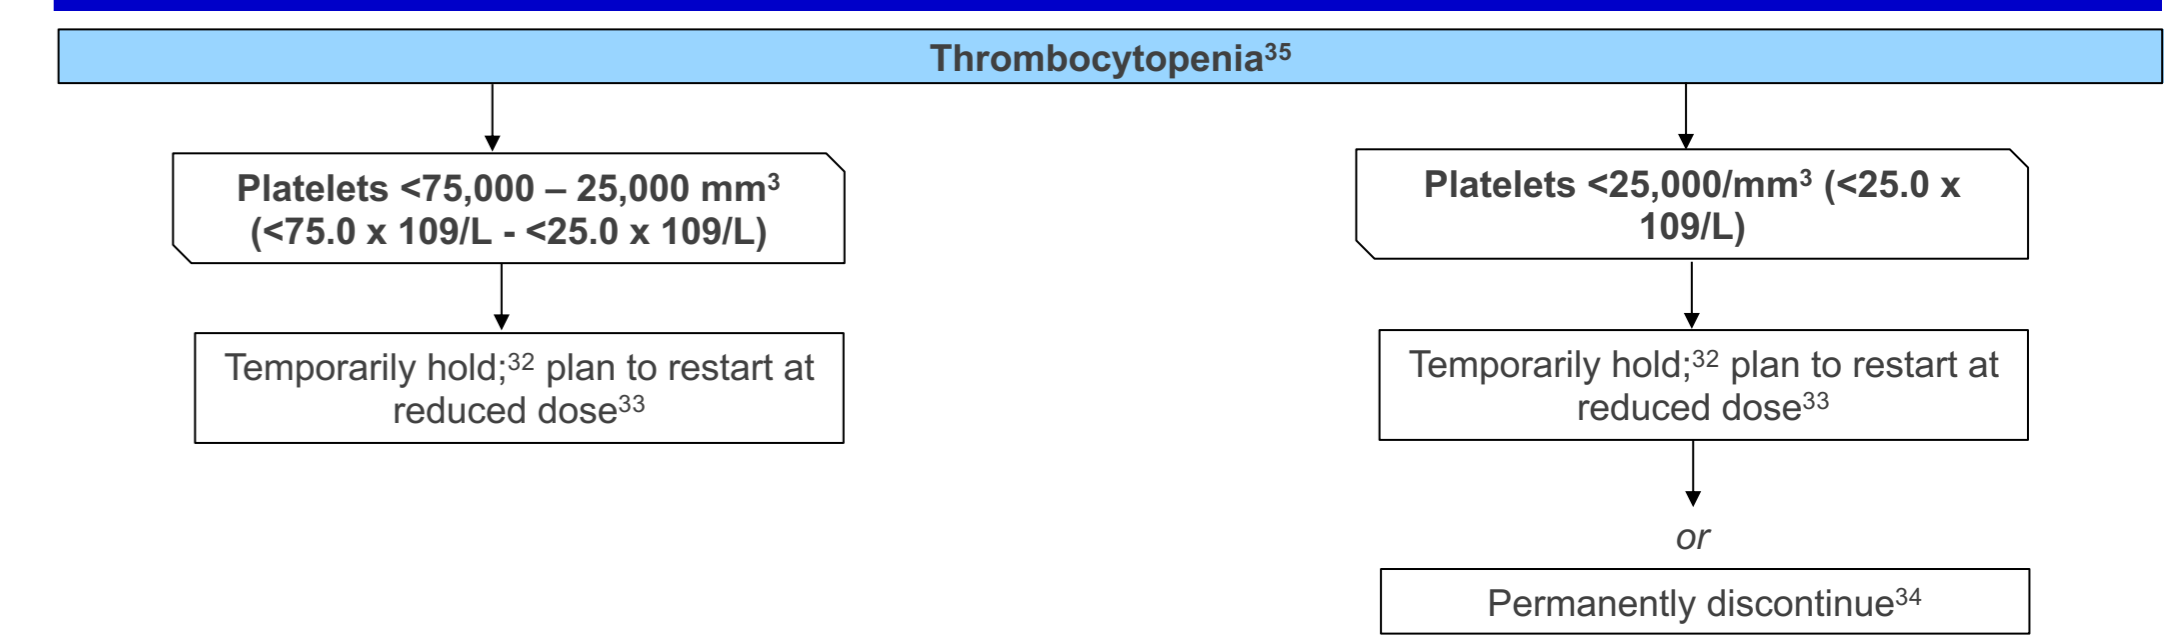 Thrombocytopenia³⁵
Platelets <75,000 – 25,000 mm³
(<75.0 x 109/L - <25.0 x 109/L)
Temporarily hold;³² plan to restart at
reduced dose³³
Platelets <25,000/mm³ (<25.0 x
109/L)
Temporarily hold;³² plan to restart at
reduced dose³³
or
Permanently discontinue³⁴